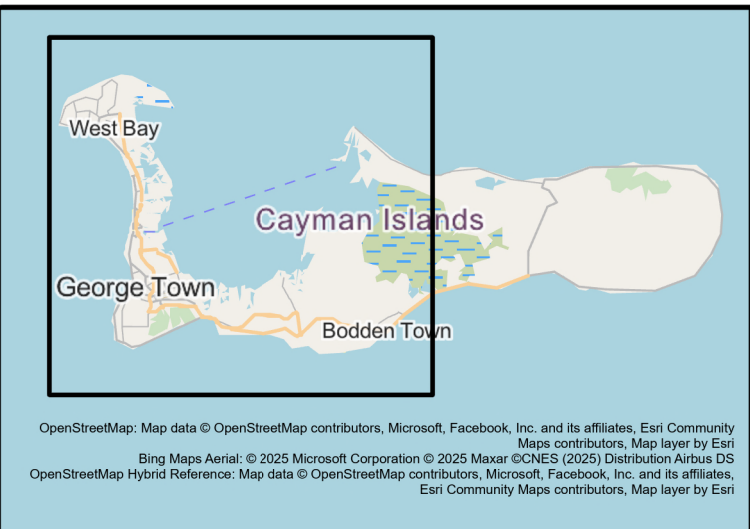 West Bay
Cayman Islands
George Town
Bodden Town
OpenStreetMap: Map data © OpenStreetMap contributors, Microsoft, Facebook, Inc. and its affiliates, Esri Community
Maps contributors, Map layer by Esri
Bing Maps Aerial: © 2025 Microsoft Corporation © 2025 Maxar ©CNES (2025) Distribution Airbus DS
OpenStreetMap Hybrid Reference: Map data © OpenStreetMap contributors, Microsoft, Facebook, Inc. and its affiliates,
Esri Community Maps contributors, Map layer by Esri